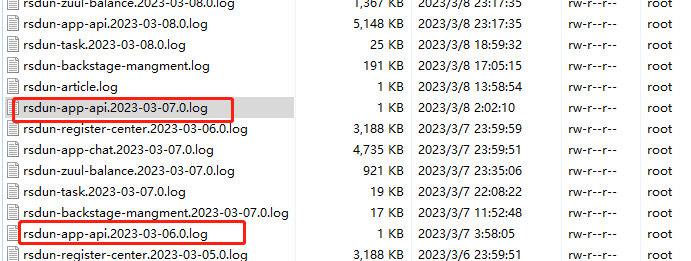 rsdun-zuul-balance.2023-03-08.0.log 1,367 KB 2023/3/8 23:17:35 rw-r--r-- root
rsdun-app-api.2023-03-08.0.log 5,148 KB 2023/3/8 23:17:35 rw-r--r-- root
rsdun-task.2023-03-08.0.log 25 KB 2023/3/8 18:59:32 rw-r--r-- root
rsdun-backstage-mangment.log 191 KB 2023/3/8 17:05:15 rw-r--r-- root
rsdun-article.log 1 KB 2023/3/8 13:58:54 rw-r--r-- root
rsdun-app-api.2023-03-07.0.log 1 KB 2023/3/8 2:02:10 rw-r--r-- root
rsdun-register-center.2023-03-06.0.log 3,188 KB 2023/3/7 23:59:59 rw-r--r-- root
rsdun-app-chat.2023-03-07.0.log 4,735 KB 2023/3/7 23:59:51 rw-r--r-- root
rsdun-zuul-balance.2023-03-07.0.log 921 KB 2023/3/7 23:35:06 rw-r--r-- root
rsdun-task.2023-03-07.0.log 19 KB 2023/3/7 22:08:22 rw-r--r-- root
rsdun-backstage-mangment.2023-03-07.0.log 17 KB 2023/3/7 11:52:48 rw-r--r-- root
rsdun-app-api.2023-03-06.0.log 1 KB 2023/3/7 3:58:05 rw-r--r-- root
rsdun-register-center.2023-03-05.0.log 3,188 KB 2023/3/6 23:59:51 rw-r--r-- root